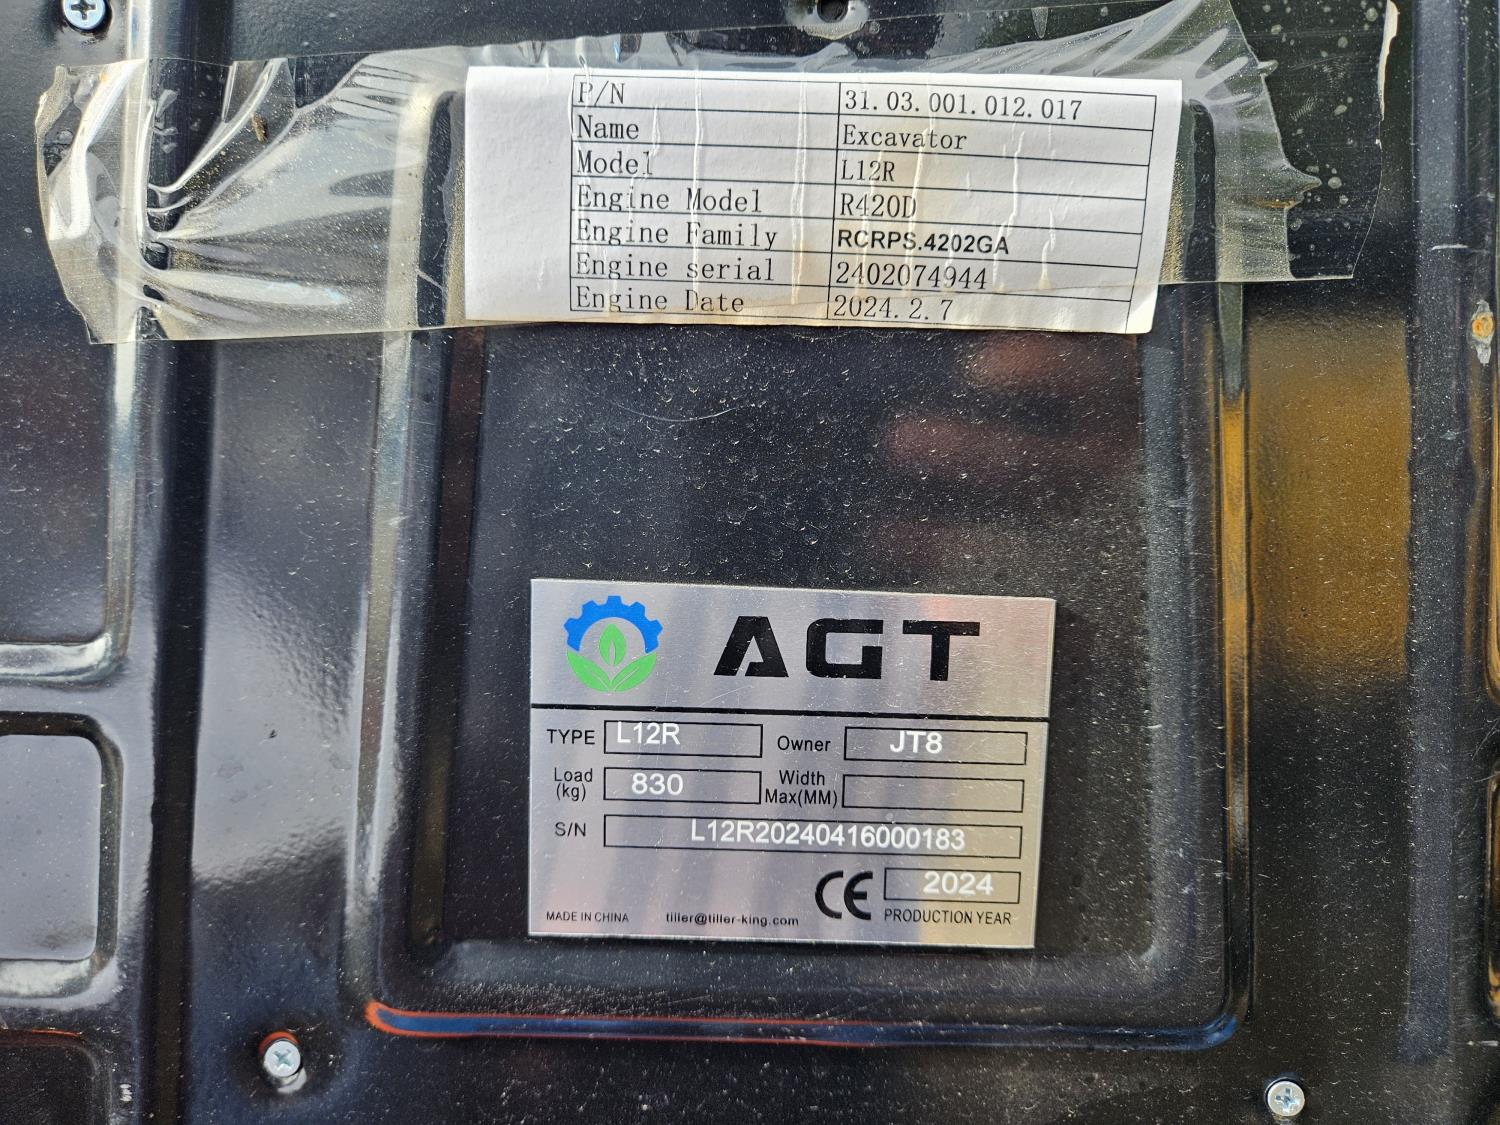 P/N 31.03.001.012.017
Name Excavator
Model L12R
Engine Model R420D
Engine Family RCRPS.4202GA
Engine serial 2402074944
Engine Date 2024.2.7
AGT
TYPE L12R Owner JT8
Load (kg) 830 Width Max(MM)
S/N L12R20240416000183
CE 2024
MADE IN CHINA tiller@tiller-king.com PRODUCTION YEAR